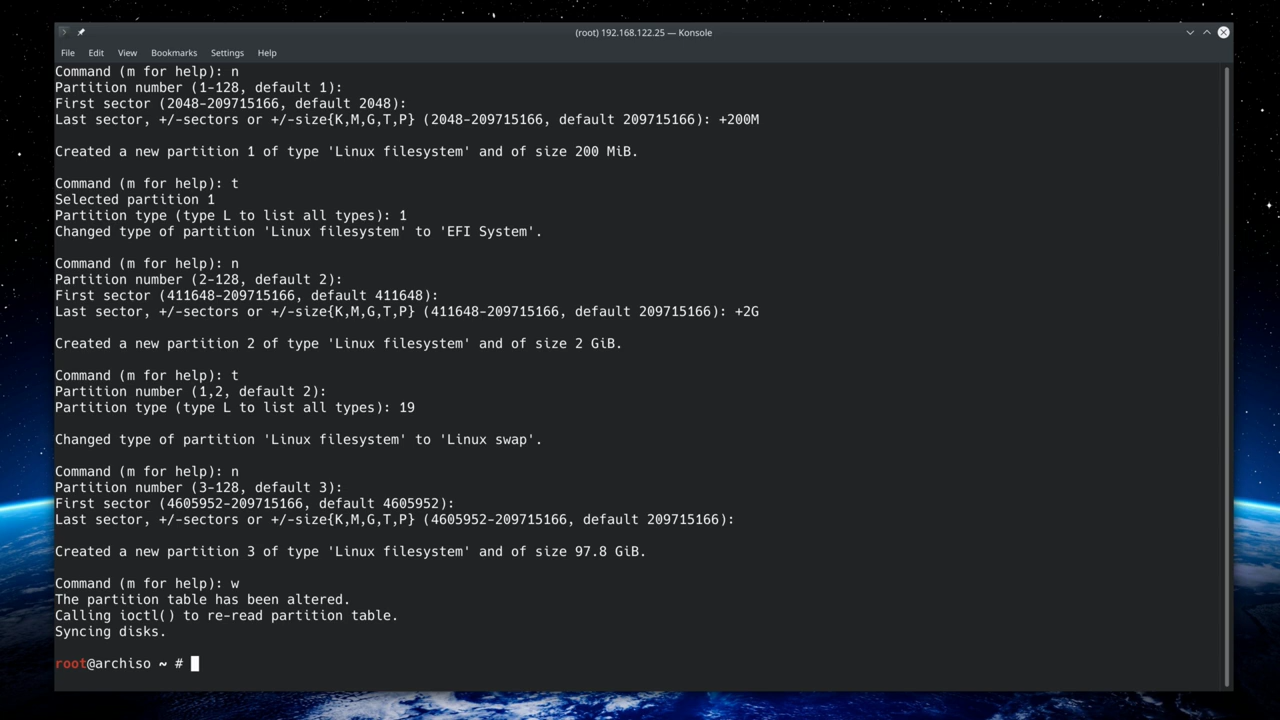 (root) 192.168.122.25 — Konsole
File Edit View Bookmarks Settings Help
Command (m for help): n
Partition number (1-128, default 1):
First sector (2048-209715166, default 2048):
Last sector, +/-sectors or +/-size{K,M,G,T,P} (2048-209715166, default 209715166): +200M
Created a new partition 1 of type 'Linux filesystem' and of size 200 MiB.
Command (m for help): t
Selected partition 1
Partition type (type L to list all types): 1
Changed type of partition 'Linux filesystem' to 'EFI System'.
Command (m for help): n
Partition number (2-128, default 2):
First sector (411648-209715166, default 411648):
Last sector, +/-sectors or +/-size{K,M,G,T,P} (411648-209715166, default 209715166): +2G
Created a new partition 2 of type 'Linux filesystem' and of size 2 GiB.
Command (m for help): t
Partition number (1,2, default 2):
Partition type (type L to list all types): 19
Changed type of partition 'Linux filesystem' to 'Linux swap'.
Command (m for help): n
Partition number (3-128, default 3):
First sector (4605952-209715166, default 4605952):
Last sector, +/-sectors or +/-size{K,M,G,T,P} (4605952-209715166, default 209715166):
Created a new partition 3 of type 'Linux filesystem' and of size 97.8 GiB.
Command (m for help): w
The partition table has been altered.
Calling ioctl() to re-read partition table.
Syncing disks.
root@archiso ~ #